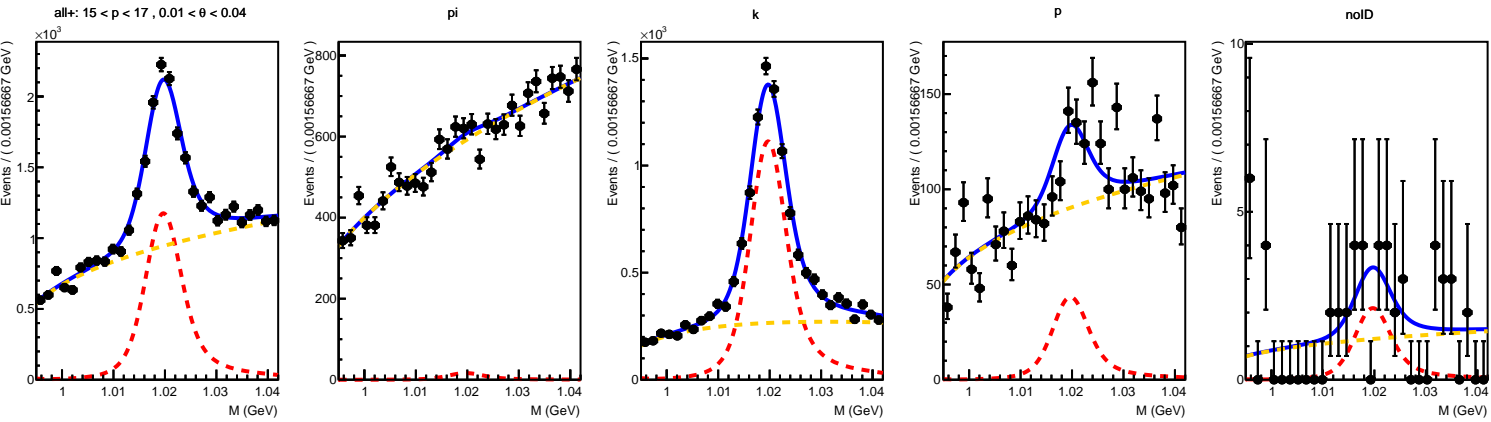 all+: 15 < p < 17 , 0.01 < θ < 0.04
×10³
Events / ( 0.00156667 GeV )
2
1.5
1
0.5
0
1 1.01 1.02 1.03 1.04
M (GeV)
pi
Events / ( 0.00156667 GeV )
800
600
400
200
0
1 1.01 1.02 1.03 1.04
M (GeV)
k
×10³
Events / ( 0.00156667 GeV )
1.5
1
0.5
0
1 1.01 1.02 1.03 1.04
M (GeV)
p
Events / ( 0.00156667 GeV )
150
100
50
0
1 1.01 1.02 1.03 1.04
M (GeV)
noID
Events / ( 0.00156667 GeV )
10
5
0
1 1.01 1.02 1.03 1.04
M (GeV)